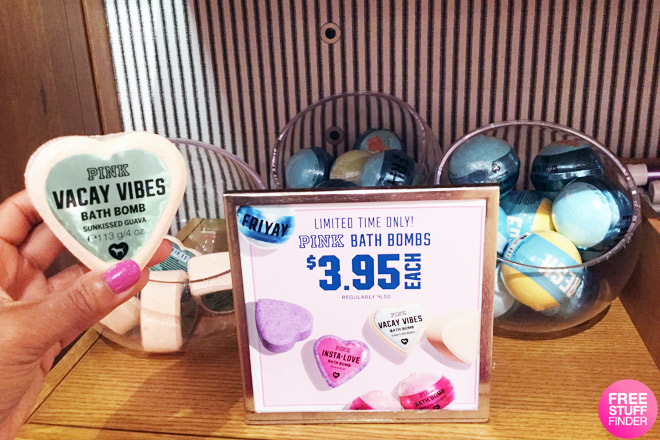 PINK
VACAY VIBES
BATH BOMB
SUNKISSED GUAVA
e 113 g/4 oz
FRIYAY
LIMITED TIME ONLY!
PINK BATH BOMBS
$3.95 EACH
REGULARLY $6.50
PINK
VACAY VIBES
BATH BOMB
PINK
INSTA-LOVE
BATH BOMB
BATH BOMB
FREE
STUFF
FINDER